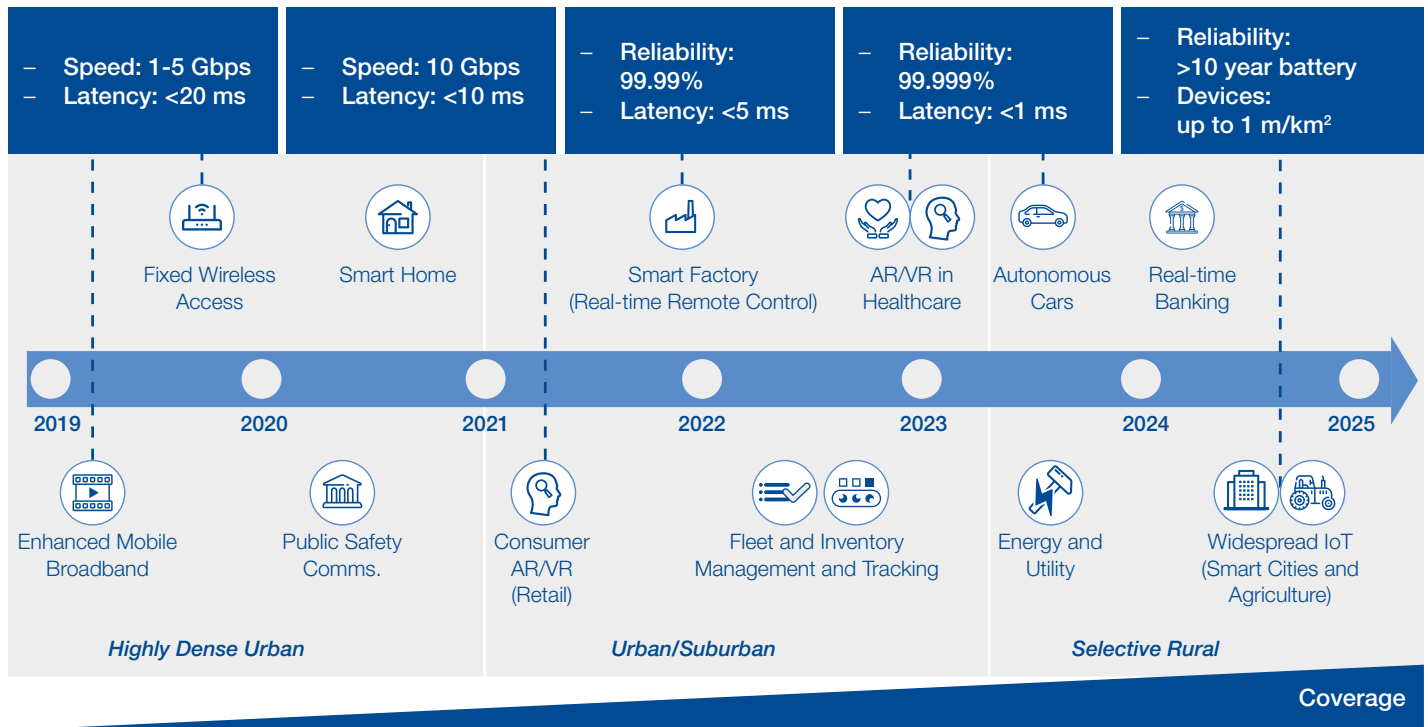 – Speed: 1-5 Gbps
– Latency: <20 ms
– Speed: 10 Gbps
– Latency: <10 ms
– Reliability:
99.99%
– Latency: <5 ms
– Reliability:
99.999%
– Latency: <1 ms
– Reliability:
>10 year battery
– Devices:
up to 1 m/km²
Fixed Wireless
Access
Smart Home
Smart Factory
(Real-time Remote Control)
AR/VR in
Healthcare
Autonomous
Cars
Real-time
Banking
2019
2020
2021
2022
2023
2024
2025
Enhanced Mobile
Broadband
Public Safety
Comms.
Consumer
AR/VR
(Retail)
Fleet and Inventory
Management and Tracking
Energy and
Utility
Widespread IoT
(Smart Cities and
Agriculture)
Highly Dense Urban
Urban/Suburban
Selective Rural
Coverage